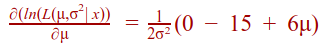 ∂(ln(L(μ,σ²| x)) / ∂μ = 1/2σ² (0 − 15 + 6μ)